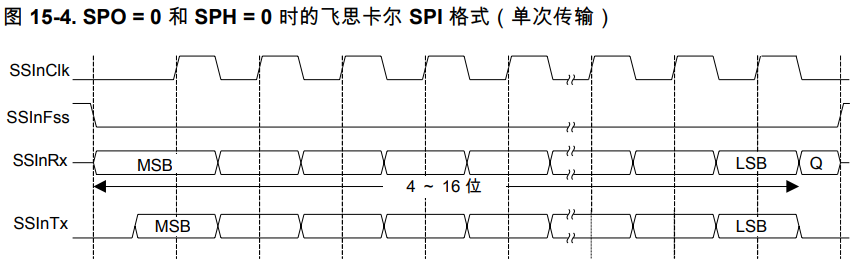 图 15-4. SPO = 0 和 SPH = 0 时的飞思卡尔 SPI 格式（单次传输）
SSInClk
SSInFss
SSInRx MSB LSB Q
4 ~ 16 位
SSInTx MSB LSB